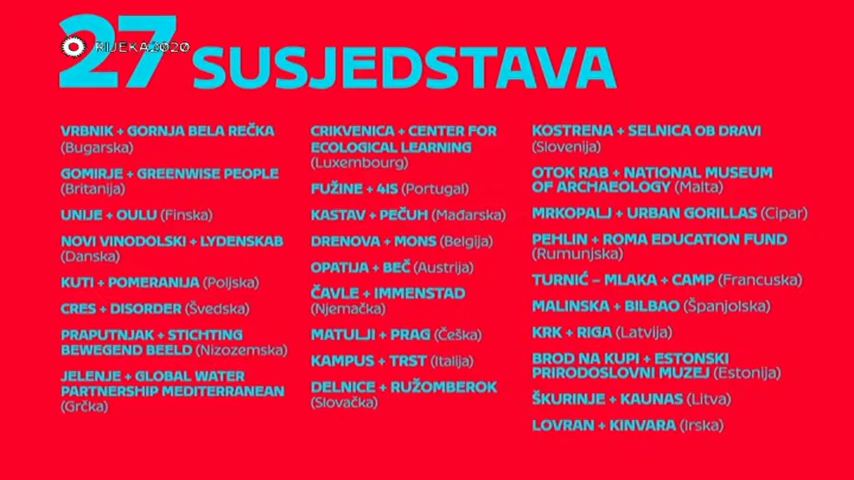 27 SUSJEDSTAVA
RIJEKA2020
VRBNIK + GORNJA BELA REČKA
(Bugarska)
GOMIRJE + GREENWISE PEOPLE
(Britanija)
UNIJE + OULU (Finska)
NOVI VINODOLSKI + LYDENSKAB
(Danska)
KUTI + POMERANIJA (Poljska)
CRES + DISORDER (Švedska)
PRAPUTNJAK + STICHTING
BEWEGEND BEELD (Nizozemska)
JELENJE + GLOBAL WATER
PARTNERSHIP MEDITERRANEAN
(Grčka)
CRIKVENICA + CENTER FOR
ECOLOGICAL LEARNING
(Luxembourg)
FUŽINE + 4IS (Portugal)
KASTAV + PEČUH (Mađarska)
DRENOVA + MONS (Belgija)
OPATIJA + BEČ (Austrija)
ČAVLE + IMMENSTAD
(Njemačka)
MATULJI + PRAG (Češka)
KAMPUS + TRST (Italija)
DELNICE + RUŽOMBEROK
(Slovačka)
KOSTRENA + SELNICA OB DRAVI
(Slovenija)
OTOK RAB + NATIONAL MUSEUM
OF ARCHAEOLOGY (Malta)
MRKOPALJ + URBAN GORILLAS (Cipar)
PEHLIN + ROMA EDUCATION FUND
(Rumunjska)
TURNIĆ – MLAKA + CAMP (Francuska)
MALINSKA + BILBAO (Španjolska)
KRK + RIGA (Latvija)
BROD NA KUPI + ESTONSKI
PRIRODOSLOVNI MUZEJ (Estonija)
ŠKURINJE + KAUNAS (Litva)
LOVRAN + KINVARA (Irska)